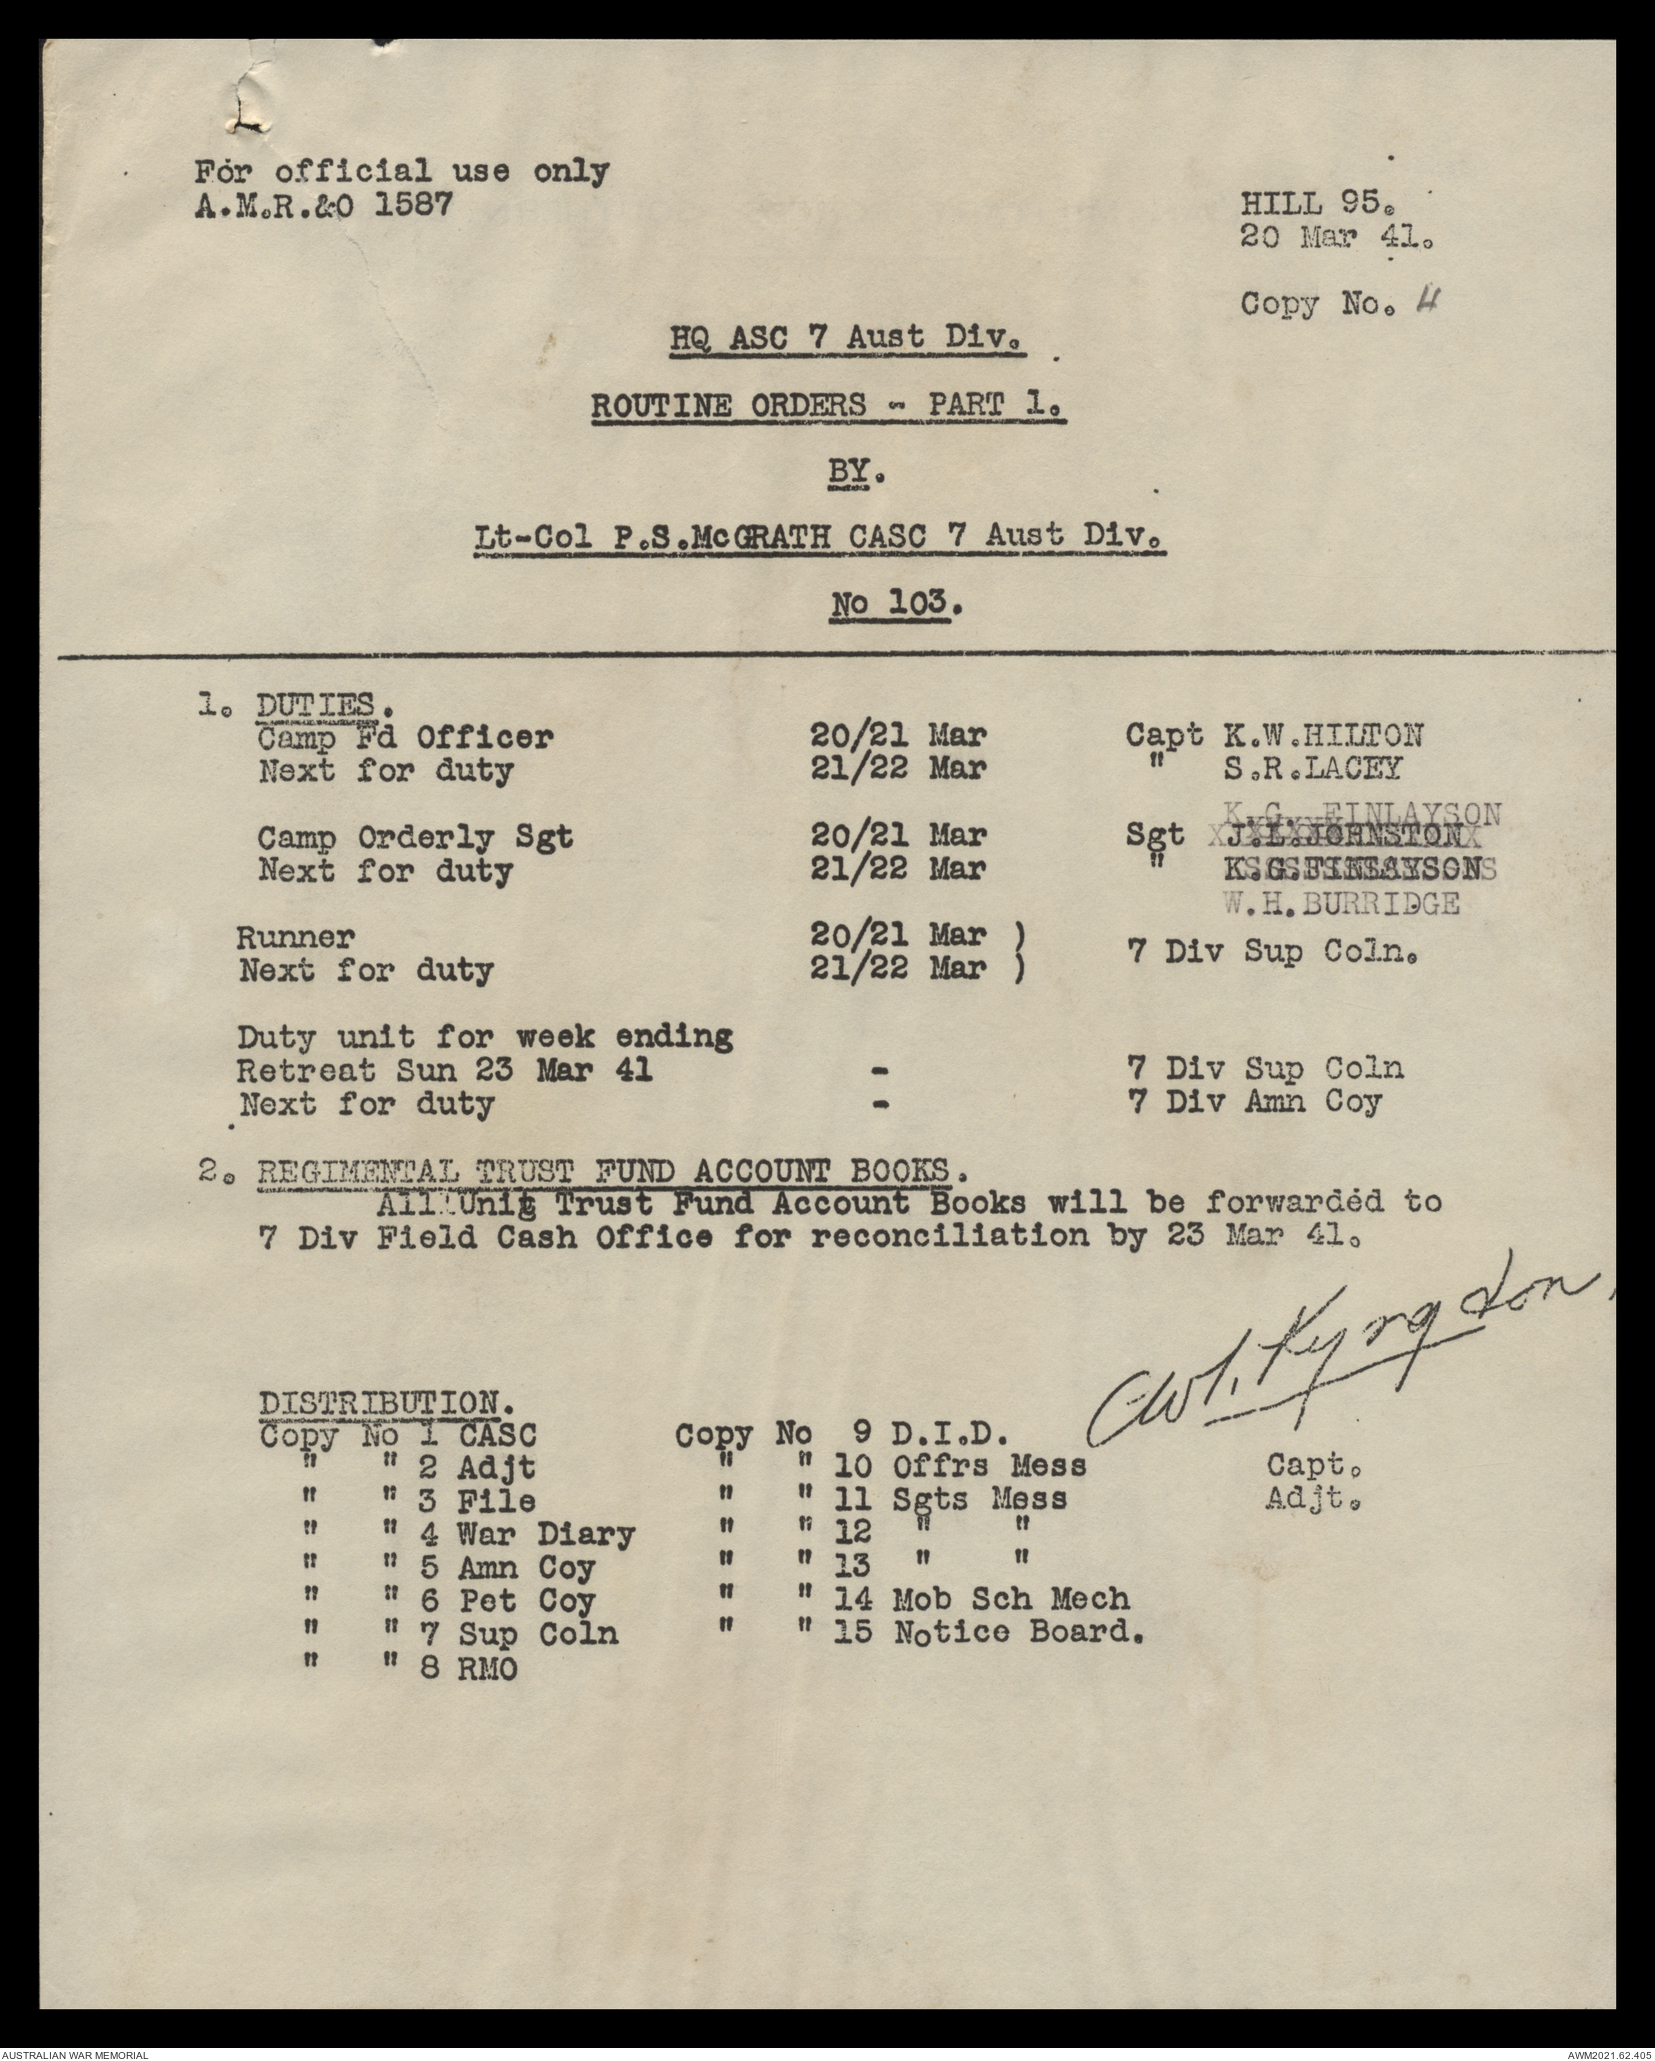 For official use only
A.M.R.&O 1587
HILL 95.
20 Mar 41.
Copy No. 4
HQ ASC 7 Aust Div.
ROUTINE ORDERS - PART 1.
BY.
Lt-Col P.S.McGRATH CASC 7 Aust Div.
No 103.
1. DUTIES.
Camp Fd Officer 20/21 Mar Capt K.W.HILTON
Next for duty 21/22 Mar " S.R.LACEY
K.G. FINLAYSON
Camp Orderly Sgt 20/21 Mar Sgt J.L.JOHNSTON
Next for duty 21/22 Mar " K.G.FINLAYSON
W.H.BURRIDGE
Runner 20/21 Mar )
7 Div Sup Coln.
Next for duty 21/22 Mar )
Duty unit for week ending
Retreat Sun 23 Mar 41 - 7 Div Sup Coln
Next for duty - 7 Div Amn Coy
2. REGIMENTAL TRUST FUND ACCOUNT BOOKS.
All Unit Trust Fund Account Books will be forwarded to
7 Div Field Cash Office for reconciliation by 23 Mar 41.
Kyngdon
DISTRIBUTION.
Copy No 1 CASC Copy No 9 D.I.D.
" " 2 Adjt " " 10 Offrs Mess Capt.
" " 3 File " " 11 Sgts Mess Adjt.
" " 4 War Diary " " 12 " "
" " 5 Amn Coy " " 13 " "
" " 6 Pet Coy " " 14 Mob Sch Mech
" " 7 Sup Coln " " 15 Notice Board.
" " 8 RMO
AUSTRALIAN WAR MEMORIAL
AWM2021.62.405